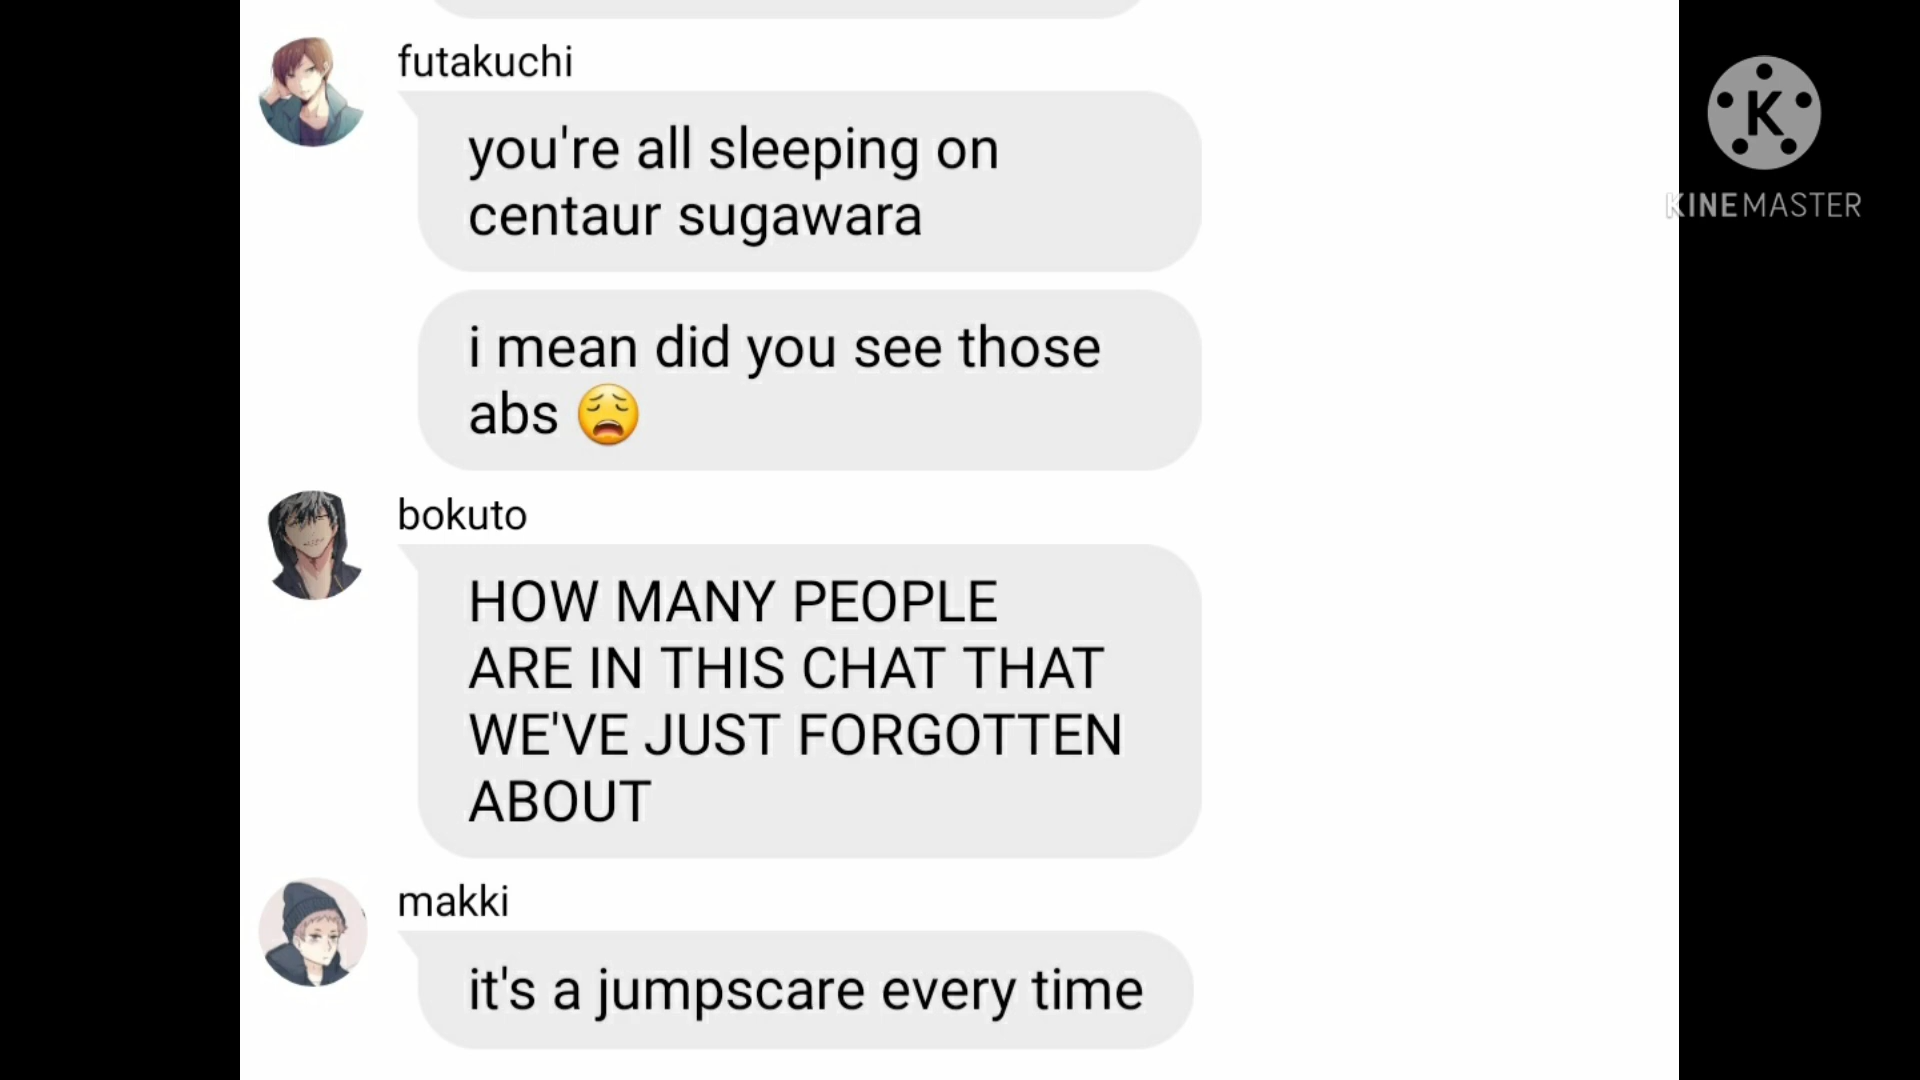 futakuchi
you're all sleeping on
centaur sugawara
i mean did you see those
abs 😩
bokuto
HOW MANY PEOPLE
ARE IN THIS CHAT THAT
WE'VE JUST FORGOTTEN
ABOUT
makki
it's a jumpscare every time
K
KINEMASTER